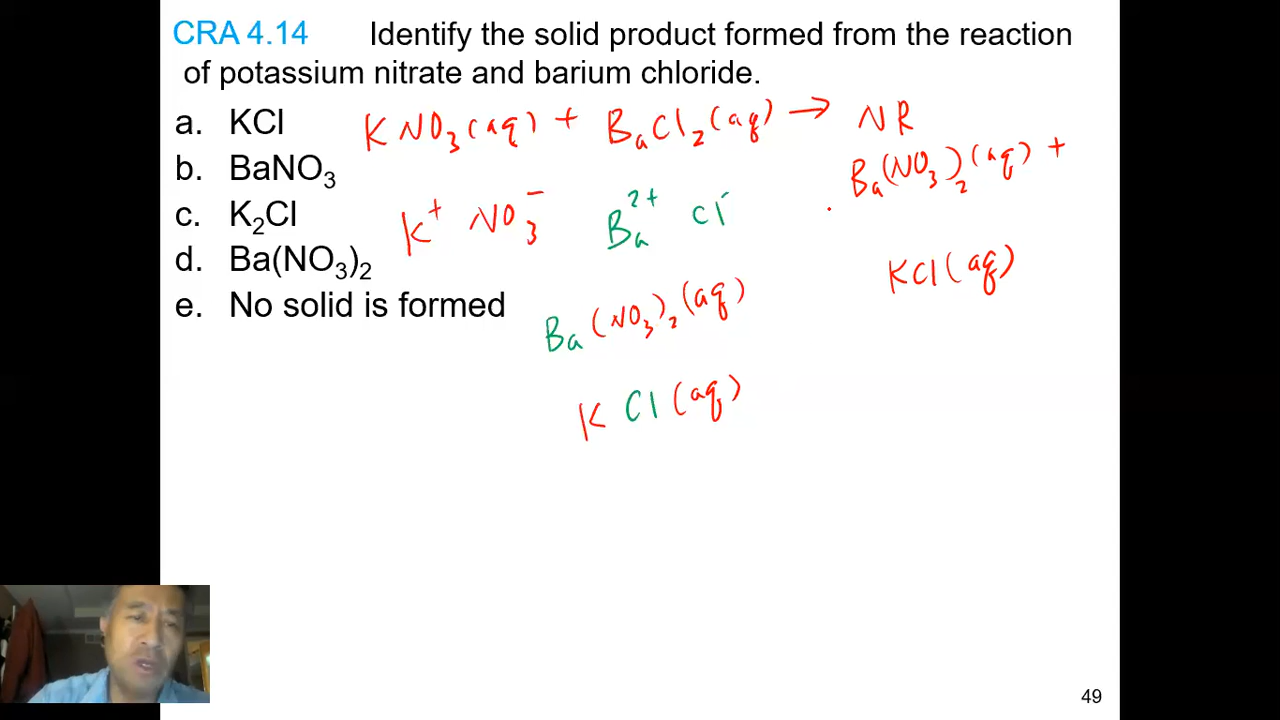 CRA 4.14 Identify the solid product formed from the reaction
of potassium nitrate and barium chloride.
a. KCl
b. BaNO₃
c. K₂Cl
d. Ba(NO₃)₂
e. No solid is formed
KNO₃(aq) + BaCl₂(aq) → NR
Ba(NO₃)₂(aq) +
KCl(aq)
K⁺ NO₃⁻ Ba²⁺ Cl⁻
Ba(NO₃)₂(aq)
KCl(aq)
49